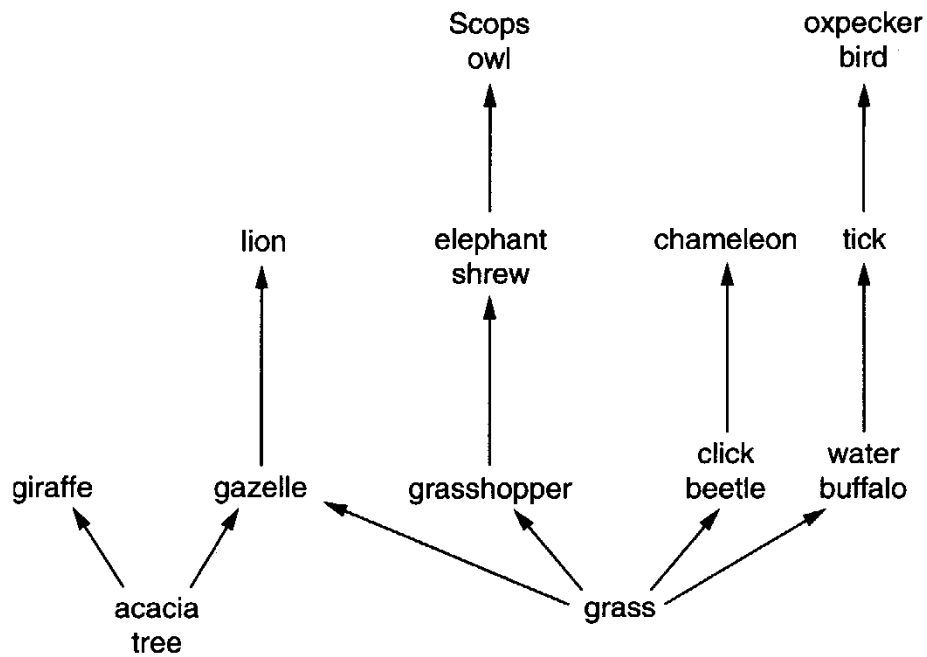 Scops
owl
oxpecker
bird
lion
elephant
shrew
chameleon
tick
giraffe
gazelle
grasshopper
click
beetle
water
buffalo
acacia
tree
grass